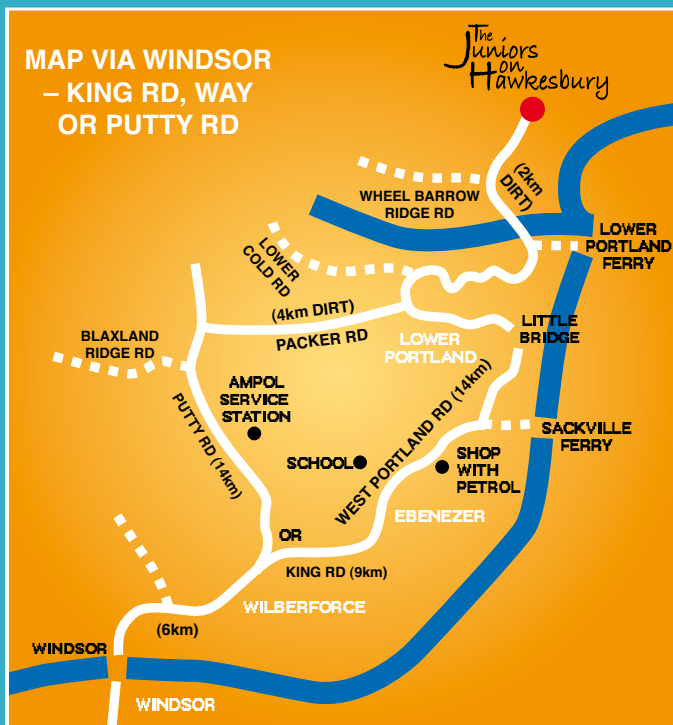 MAP VIA WINDSOR
– KING RD, WAY
OR PUTTY RD
The
Juniors
on
Hawkesbury
(2km
DIRT)
WHEEL BARROW
RIDGE RD
LOWER
PORTLAND
FERRY
LOWER
COLD RD
(4km DIRT)
PACKER RD
LOWER
PORTLAND
LITTLE
BRIDGE
BLAXLAND
RIDGE RD
AMPOL
SERVICE
STATION
PUTTY RD (14km)
WEST PORTLAND RD (14km)
SACKVILLE
FERRY
SCHOOL
SHOP
WITH
PETROL
EBENEZER
OR
KING RD (9km)
WILBERFORCE
(6km)
WINDSOR
WINDSOR